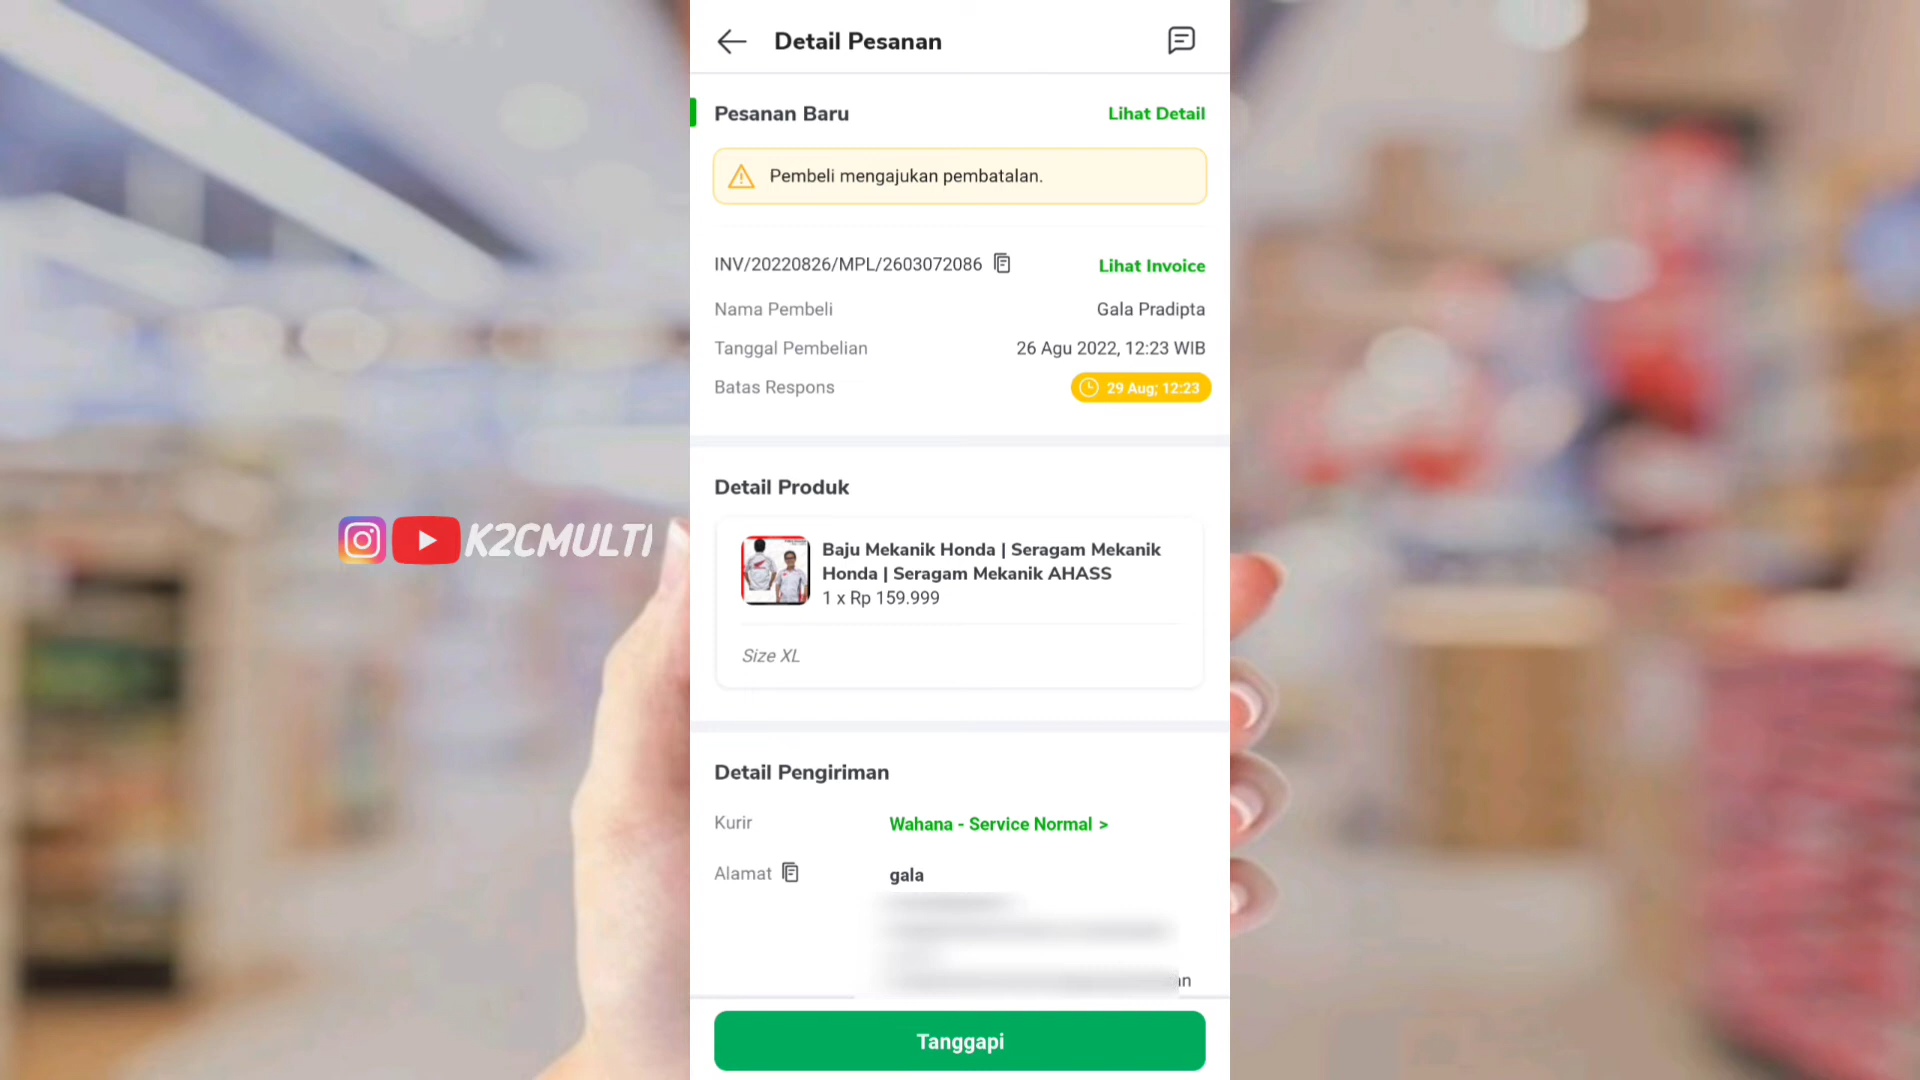 Detail Pesanan
Pesanan Baru
Lihat Detail
Pembeli mengajukan pembatalan.
INV/20220826/MPL/2603072086
Lihat Invoice
Nama Pembeli
Gala Pradipta
Tanggal Pembelian
26 Agu 2022, 12:23 WIB
Batas Respons
29 Aug; 12:23
Detail Produk
K2CMULTI
Baju Mekanik Honda | Seragam Mekanik
Honda | Seragam Mekanik AHASS
1 x Rp 159.999
Size XL
Detail Pengiriman
Kurir
Wahana - Service Normal >
Alamat
gala
Tanggapi